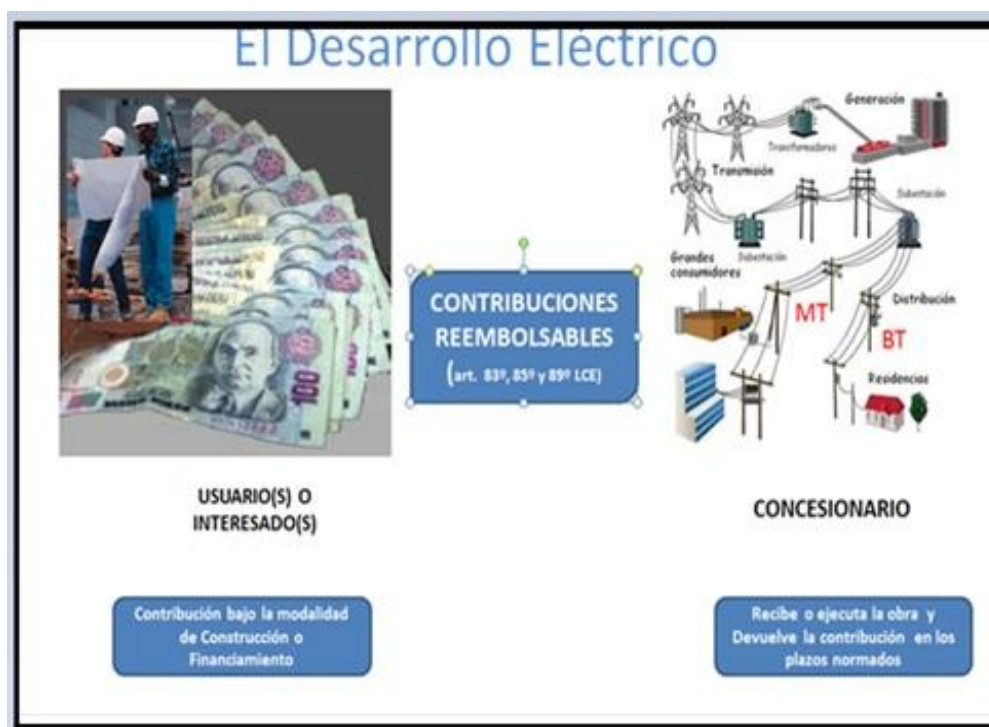 El Desarrollo Eléctrico
Generación
Transformadores
Transmisión
Subestación
Subestación
Grandes
consumidores
Distribución
MT
BT
Residencias
CONTRIBUCIONES
REEMBOLSABLES
(art. 83º, 85º y 89º LCE)
100
100
USUARIO(S) O
INTERESADO(S)
CONCESIONARIO
Contribución bajo la modalidad
de Construcción o
Financiamiento
Recibe o ejecuta la obra y
Devuelve la contribución en los
plazos normados